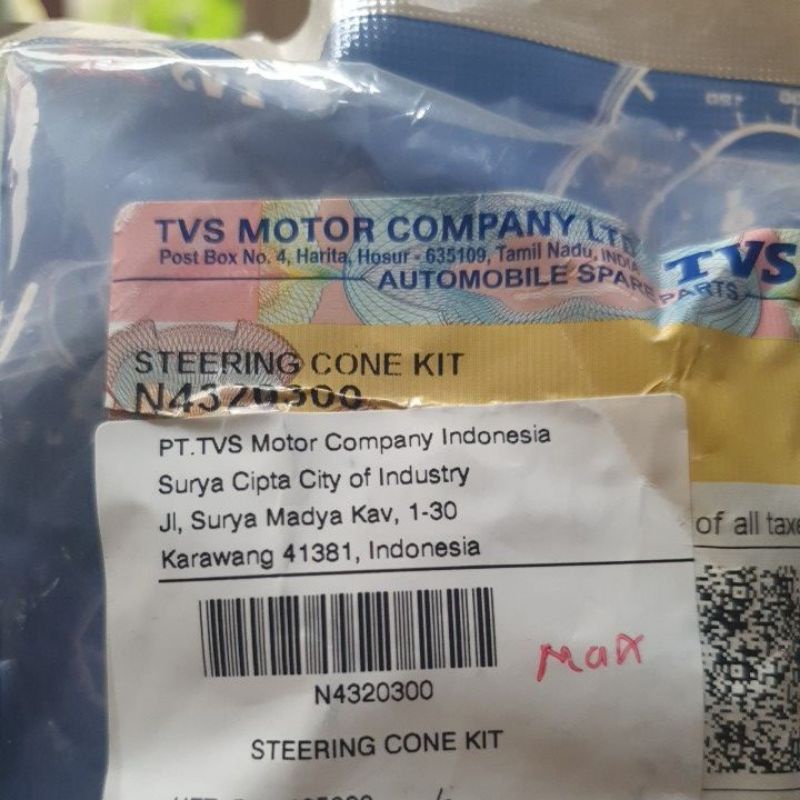 TVS MOTOR COMPANY LTD
Post Box No. 4, Harita, Hosur - 635109, Tamil Nadu, INDIA
AUTOMOBILE SPARE PARTS
TVS
STEERING CONE KIT
N4320300
PT.TVS Motor Company Indonesia
Surya Cipta City of Industry
Jl, Surya Madya Kav, 1-30
Karawang 41381, Indonesia
of all taxe
Max
N4320300
STEERING CONE KIT